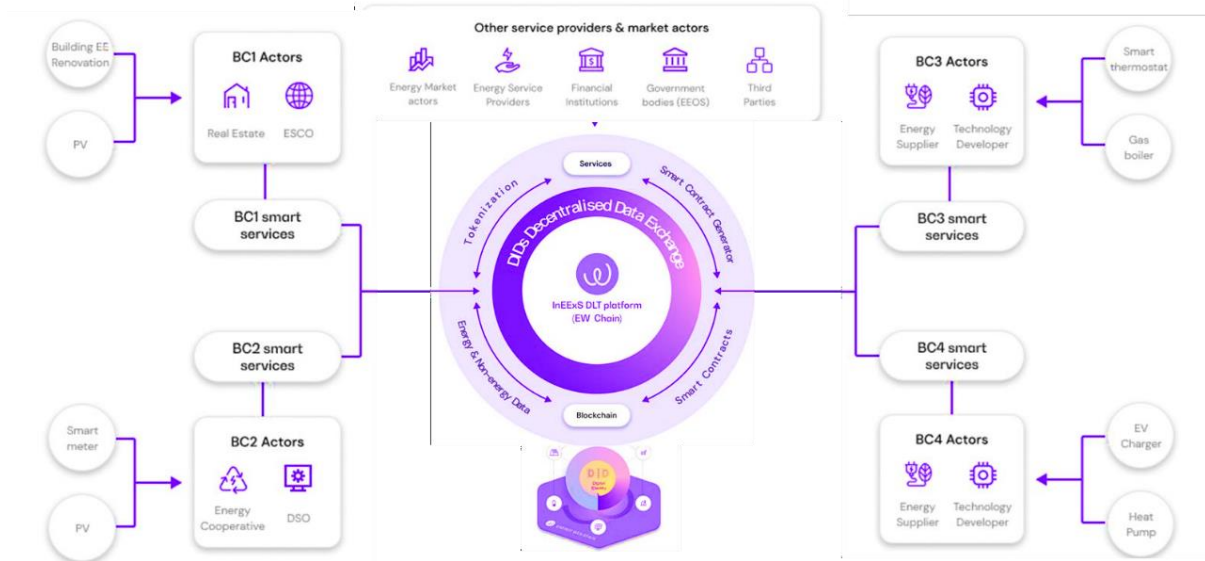 Other service providers & market actors
Energy Market
actors
Energy Service
Providers
Financial
Institutions
Government
bodies (EEOS)
Third
Parties
Building EE
Renovation
PV
BC1 Actors
Real Estate
ESCO
BC1 smart
services
BC2 smart
services
Smart
meter
PV
BC2 Actors
Energy
Cooperative
DSO
Services
Tokenization
Smart Contract Generator
DIDs Decentralised Data Exchange
InEExS DLT platform
(EW Chain)
Energy & Non-energy Data
Smart Contracts
Blockchain
DID
BC3 Actors
Energy
Supplier
Technology
Developer
Smart
thermostat
Gas
boiler
BC3 smart
services
BC4 smart
services
BC4 Actors
Energy
Supplier
Technology
Developer
EV
Charger
Heat
Pump